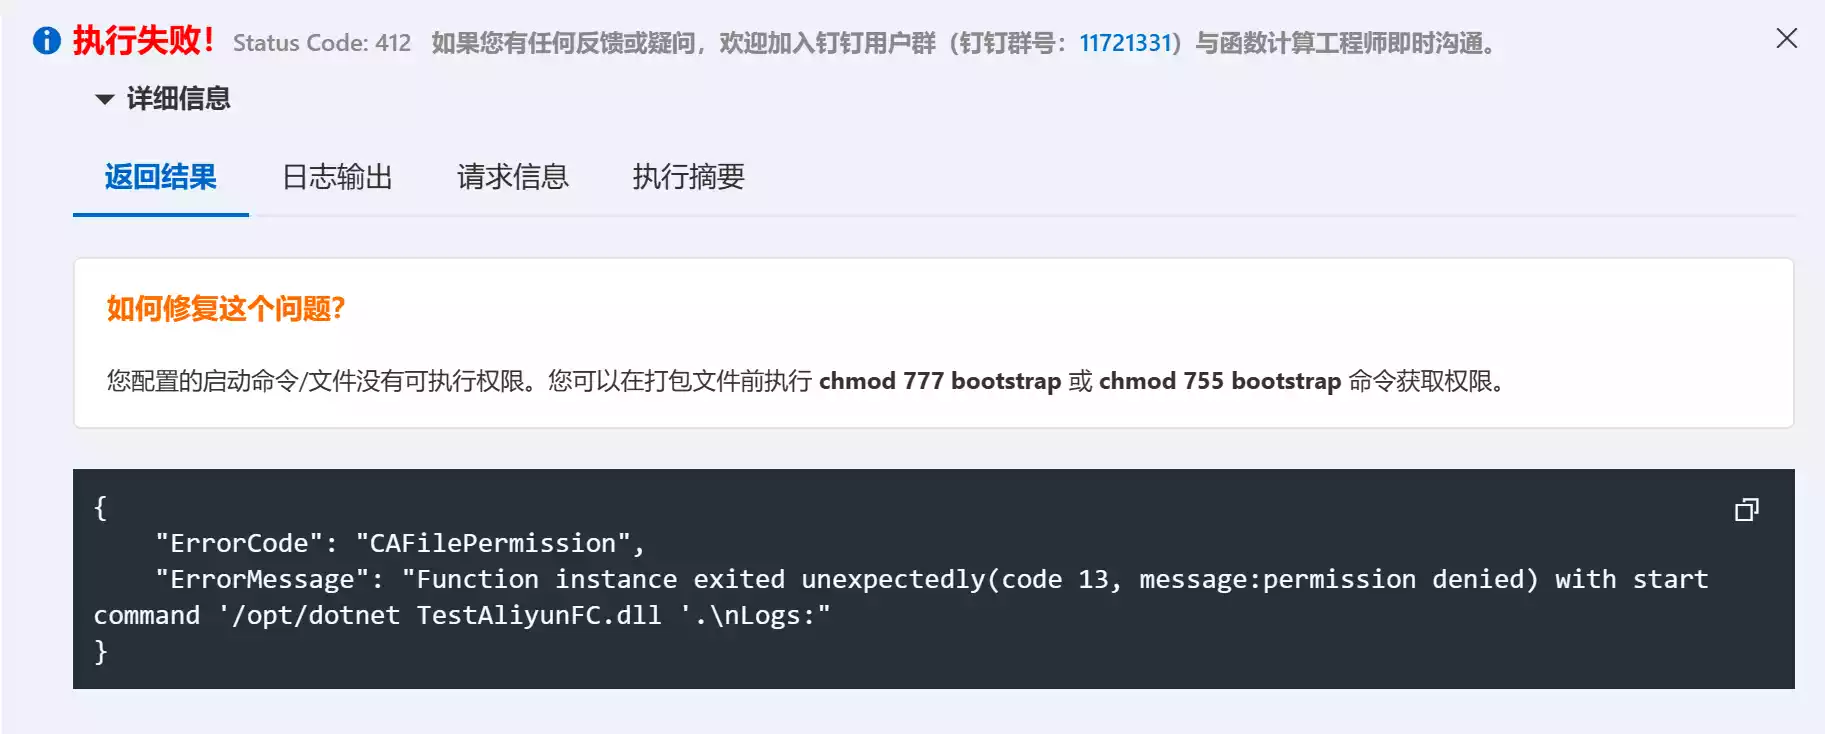 执行失败！ Status Code: 412 如果您有任何反馈或疑问，欢迎加入钉钉用户群（钉钉群号：11721331）与函数计算工程师即时沟通。
详细信息
返回结果 日志输出 请求信息 执行摘要
如何修复这个问题？
您配置的启动命令/文件没有可执行权限。您可以在打包文件前执行 chmod 777 bootstrap 或 chmod 755 bootstrap 命令获取权限。
{
"ErrorCode": "CAFilePermission",
"ErrorMessage": "Function instance exited unexpectedly(code 13, message:permission denied) with start
command '/opt/dotnet TestAliyunFC.dll '.\nLogs:"
}